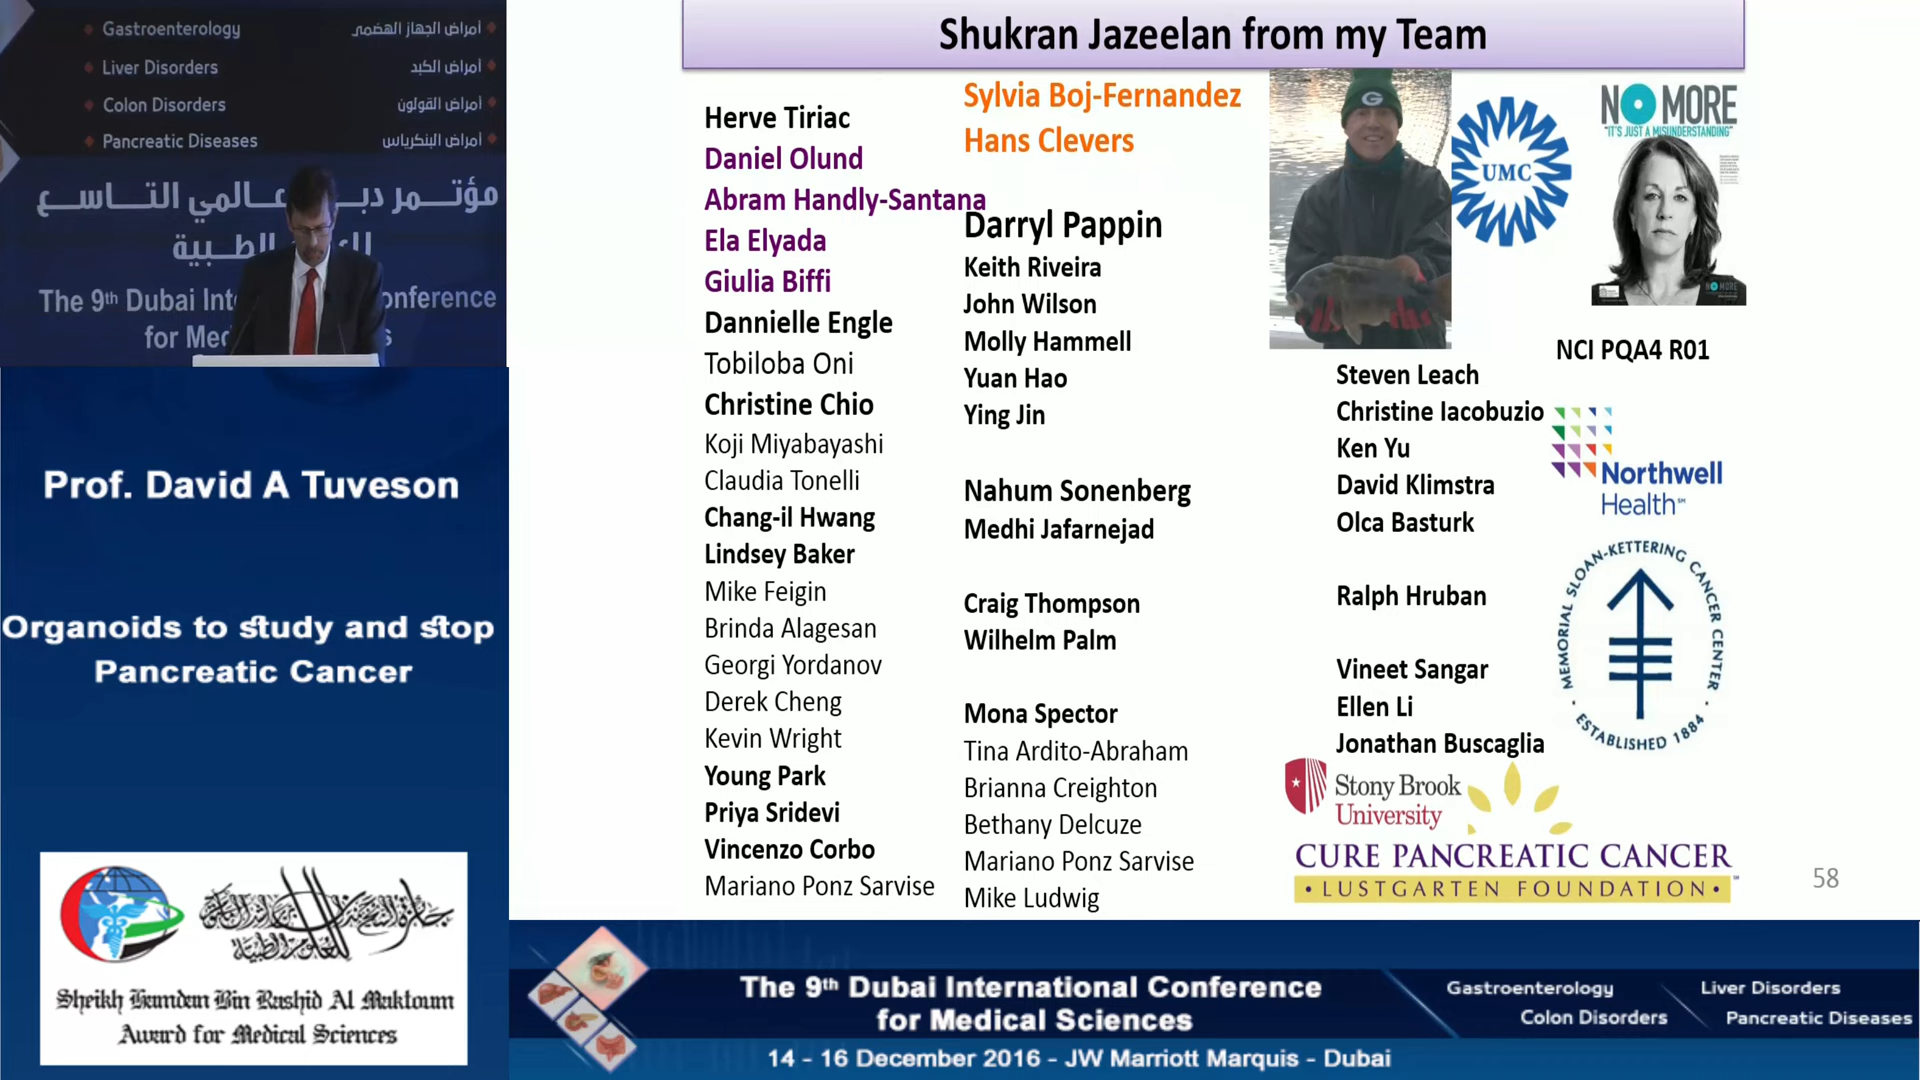 Gastroenterology أمراض الجهاز الهضمي
Liver Disorders أمراض الكبد
Colon Disorders أمراض القولون
Pancreatic Diseases أمراض البنكرياس
الطبية
The 9th Dubai Int onference
for Med s
Prof. David A Tuveson
Organoids to study and stop
Pancreatic Cancer
Sheikh Hamdan Bin Rashid Al Maktoum
Award for Medical Sciences
Shukran Jazeelan from my Team
Herve Tiriac
Daniel Olund
Abram Handly-Santana
Ela Elyada
Giulia Biffi
Dannielle Engle
Tobiloba Oni
Christine Chio
Koji Miyabayashi
Claudia Tonelli
Chang-il Hwang
Lindsey Baker
Mike Feigin
Brinda Alagesan
Georgi Yordanov
Derek Cheng
Kevin Wright
Young Park
Priya Sridevi
Vincenzo Corbo
Mariano Ponz Sarvise
Sylvia Boj-Fernandez
Hans Clevers
Darryl Pappin
Keith Riveira
John Wilson
Molly Hammell
Yuan Hao
Ying Jin
Nahum Sonenberg
Medhi Jafarnejad
Craig Thompson
Wilhelm Palm
Mona Spector
Tina Ardito-Abraham
Brianna Creighton
Bethany Delcuze
Mariano Ponz Sarvise
Mike Ludwig
G
UMC
NO MORE
"IT'S JUST A MISUNDERSTANDING"
NO MORE
NCI PQA4 R01
Steven Leach
Christine Iacobuzio
Ken Yu
David Klimstra
Olca Basturk
Ralph Hruban
Vineet Sangar
Ellen Li
Jonathan Buscaglia
Northwell
Health℠
MEMORIAL SLOAN-KETTERING CANCER CENTER
· ESTABLISHED 1884 ·
Stony Brook
University
CURE PANCREATIC CANCER
• LUSTGARTEN FOUNDATION •
58
The 9th Dubai International Conference
for Medical Sciences
14 - 16 December 2016 - JW Marriott Marquis - Dubai
Gastroenterology
Liver Disorders
Colon Disorders
Pancreatic Diseases